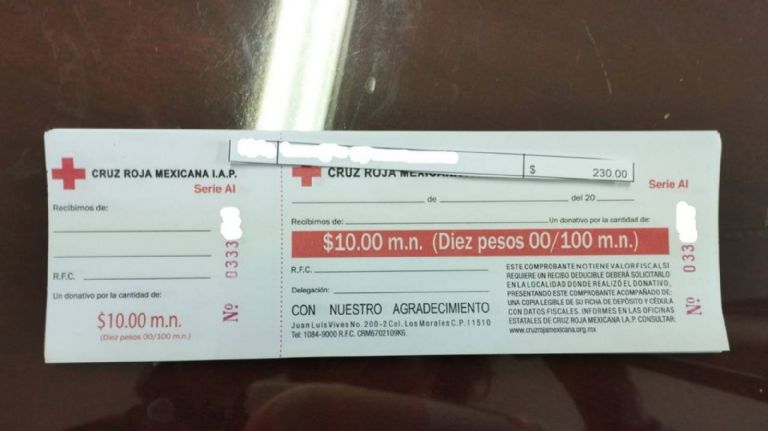 CRUZ ROJA MEXICANA I.A.P.
Serie AI
Recibimos de:
R.F.C.
Un donativo por la cantidad de:
$10.00 m.n.
(Diez pesos 00/100 m.n.)
Nº 0333
$ 230.00
CRUZ ROJA
Serie AI
de del 20
Recibimos de: Un donativo por la cantidad de:
$10.00 m.n. (Diez pesos 00/100 m.n.)
R.F.C.
Delegación:
CON NUESTRO AGRADECIMIENTO
Juan Luis Vives No. 200-2 Col. Los Morales C.P. 11510
Tel: 1084-9000 R.F.C. CRM6702109K6
ESTE COMPROBANTE NO TIENE VALOR FISCAL, SI
REQUIERE UN RECIBO DEDUCIBLE DEBERÁ SOLICITARLO
EN LA LOCALIDAD DONDE REALIZÓ EL DONATIVO,
PRESENTANDO ESTE COMPROBANTE ACOMPAÑADO DE:
UNA COPIA LEGIBLE DE SU FICHA DE DEPÓSITO Y CÉDULA
CON DATOS FISCALES. INFORMES EN LAS OFICINAS
ESTATALES DE CRUZ ROJA MEXICANA I.A.P. CONSULTAR:
www.cruzrojamexicana.org.mx
Nº 033